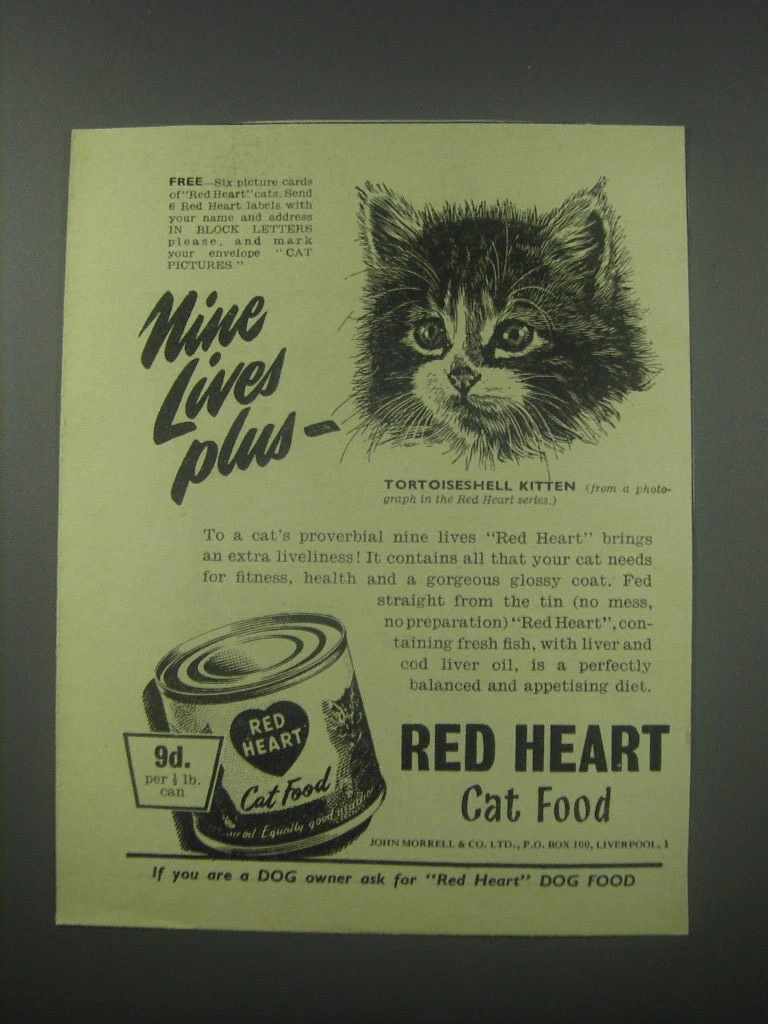 FREE—Six picture cards
of "Red Heart" cats. Send
6 Red Heart labels with
your name and address
IN BLOCK LETTERS
please, and mark
your envelope "CAT
PICTURES."
Nine
Lives
plus—
TORTOISESHELL KITTEN (from a photo-
graph in the Red Heart series.)
To a cat's proverbial nine lives "Red Heart" brings
an extra liveliness! It contains all that your cat needs
for fitness, health and a gorgeous glossy coat. Fed
straight from the tin (no mess,
no preparation) "Red Heart", con-
taining fresh fish, with liver and
cod liver oil, is a perfectly
balanced and appetising diet.
RED
HEART
Cat Food
oil Equally good
9d.
per ½ lb.
can
RED HEART
Cat Food
JOHN MORRELL & CO. LTD., P.O. BOX 100, LIVERPOOL, 1
If you are a DOG owner ask for "Red Heart" DOG FOOD